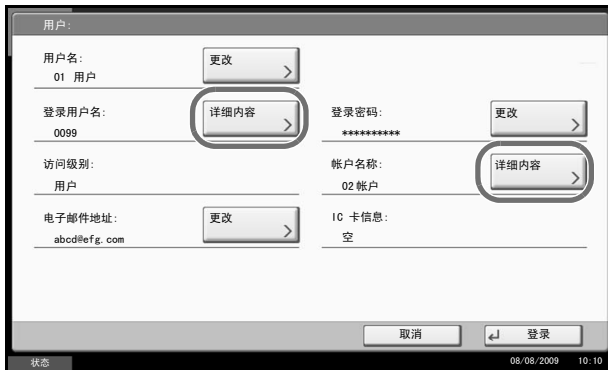 用户:
用户名:
01 用户
更改
登录用户名:
0099
详细内容
登录密码:
**********
更改
访问级别:
用户
帐户名称:
02 帐户
详细内容
电子邮件地址:
abcd@efg.com
更改
IC 卡信息:
空
取消
登录
状态
08/08/2009 10:10